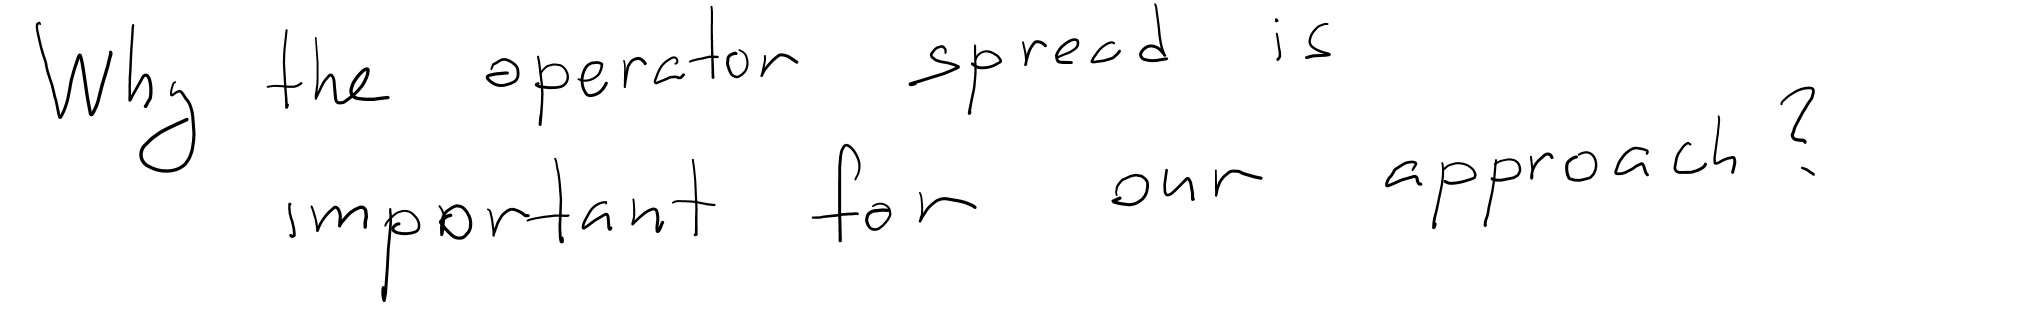 Why the operator spread is
important for our approach?